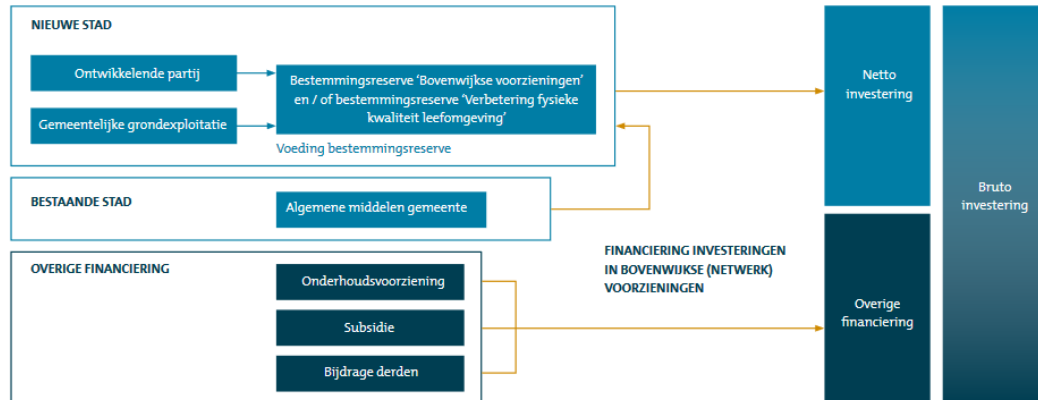 NIEUWE STAD
Ontwikkelende partij
Gemeentelijke grondexploitatie
Bestemmingsreserve ‘Bovenwijkse voorzieningen’
en / of bestemmingsreserve ‘Verbetering fysieke
kwaliteit leefomgeving’
Voeding bestemmingsreserve
BESTAANDE STAD
Algemene middelen gemeente
OVERIGE FINANCIERING
Onderhoudsvoorziening
Subsidie
Bijdrage derden
FINANCIERING INVESTERINGEN
IN BOVENWIJKSE (NETWERK)
VOORZIENINGEN
Netto
investering
Overige
financiering
Bruto
investering